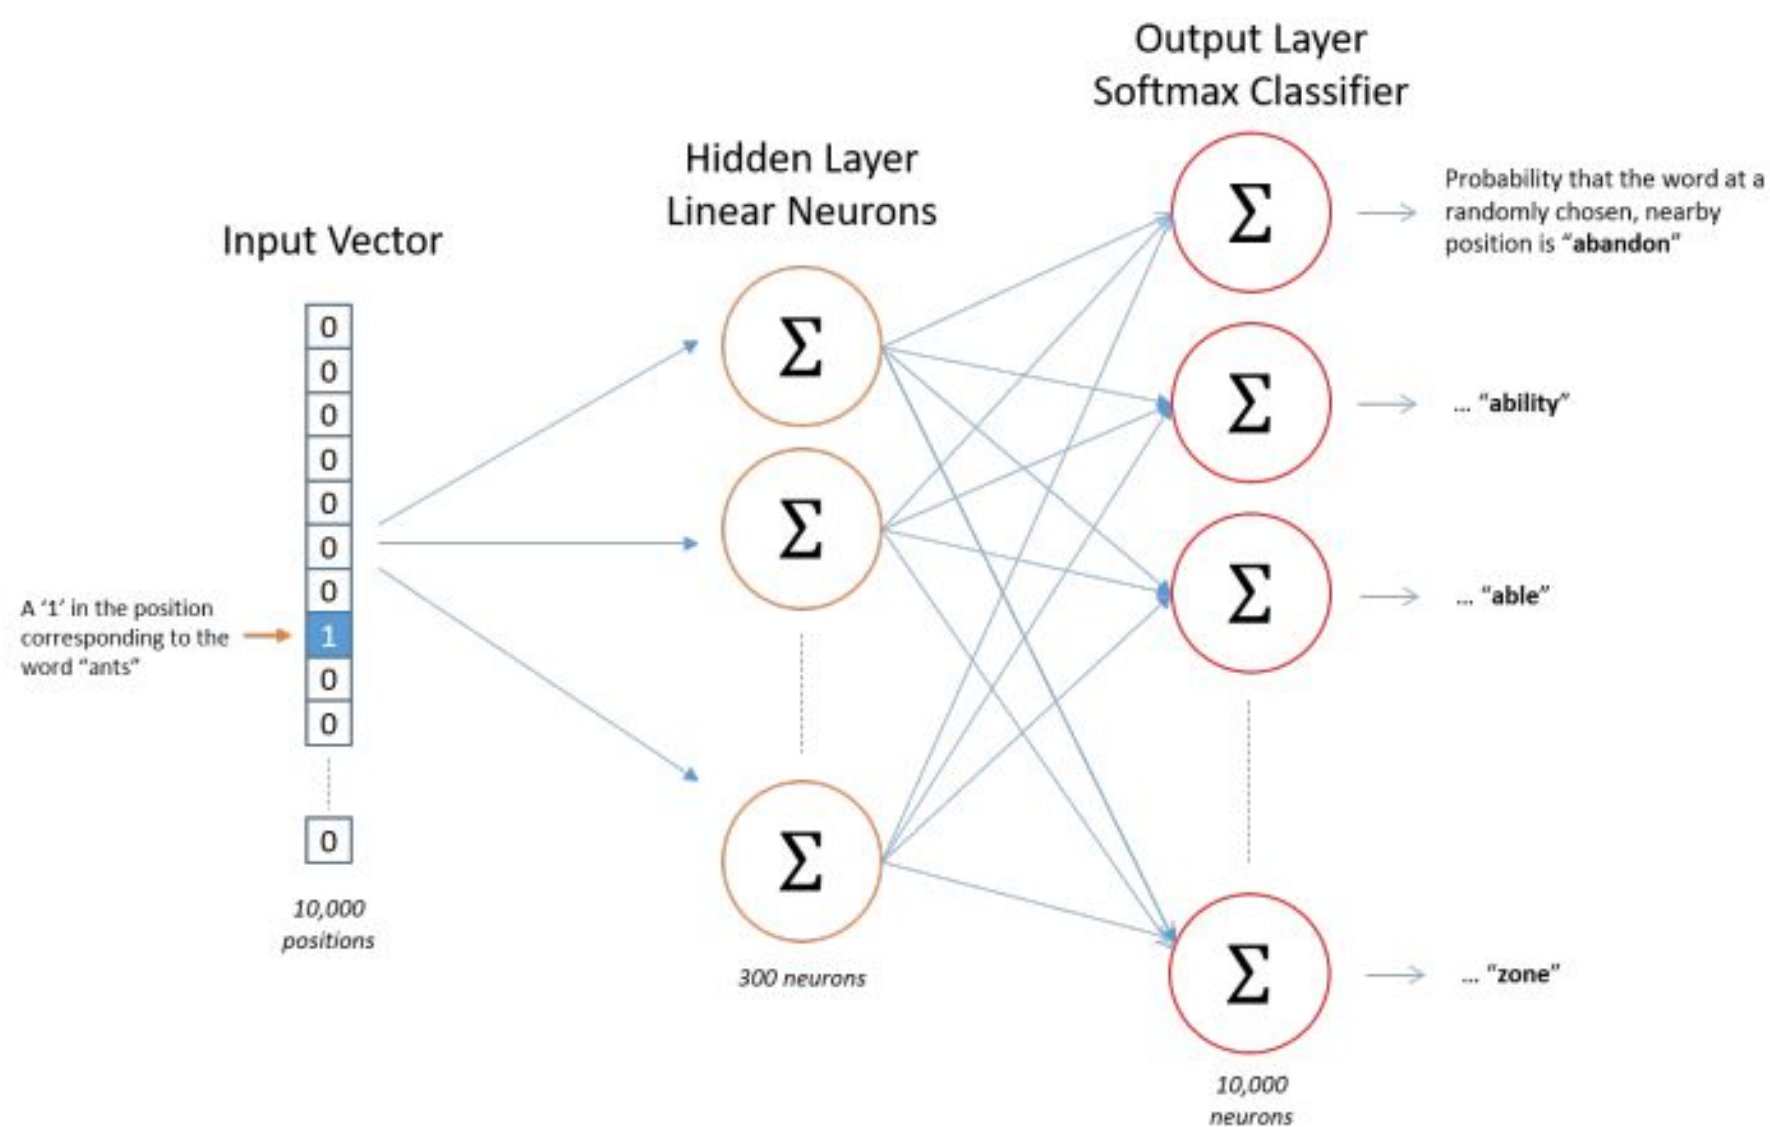 Output Layer
Softmax Classifier
Hidden Layer
Linear Neurons
Input Vector
Probability that the word at a
randomly chosen, nearby
position is “abandon”
Σ
Σ
Σ
Σ
Σ
Σ
Σ
0
0
0
0
0
0
0
1
0
0
0
A ‘1’ in the position
corresponding to the
word “ants”
... “ability”
... “able”
... “zone”
10,000
positions
300 neurons
10,000
neurons